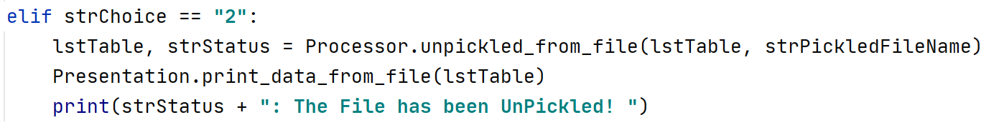 elif strChoice == "2":
    lstTable, strStatus = Processor.unpickled_from_file(lstTable, strPickledFileName)
    Presentation.print_data_from_file(lstTable)
    print(strStatus + ": The File has been UnPickled! ")